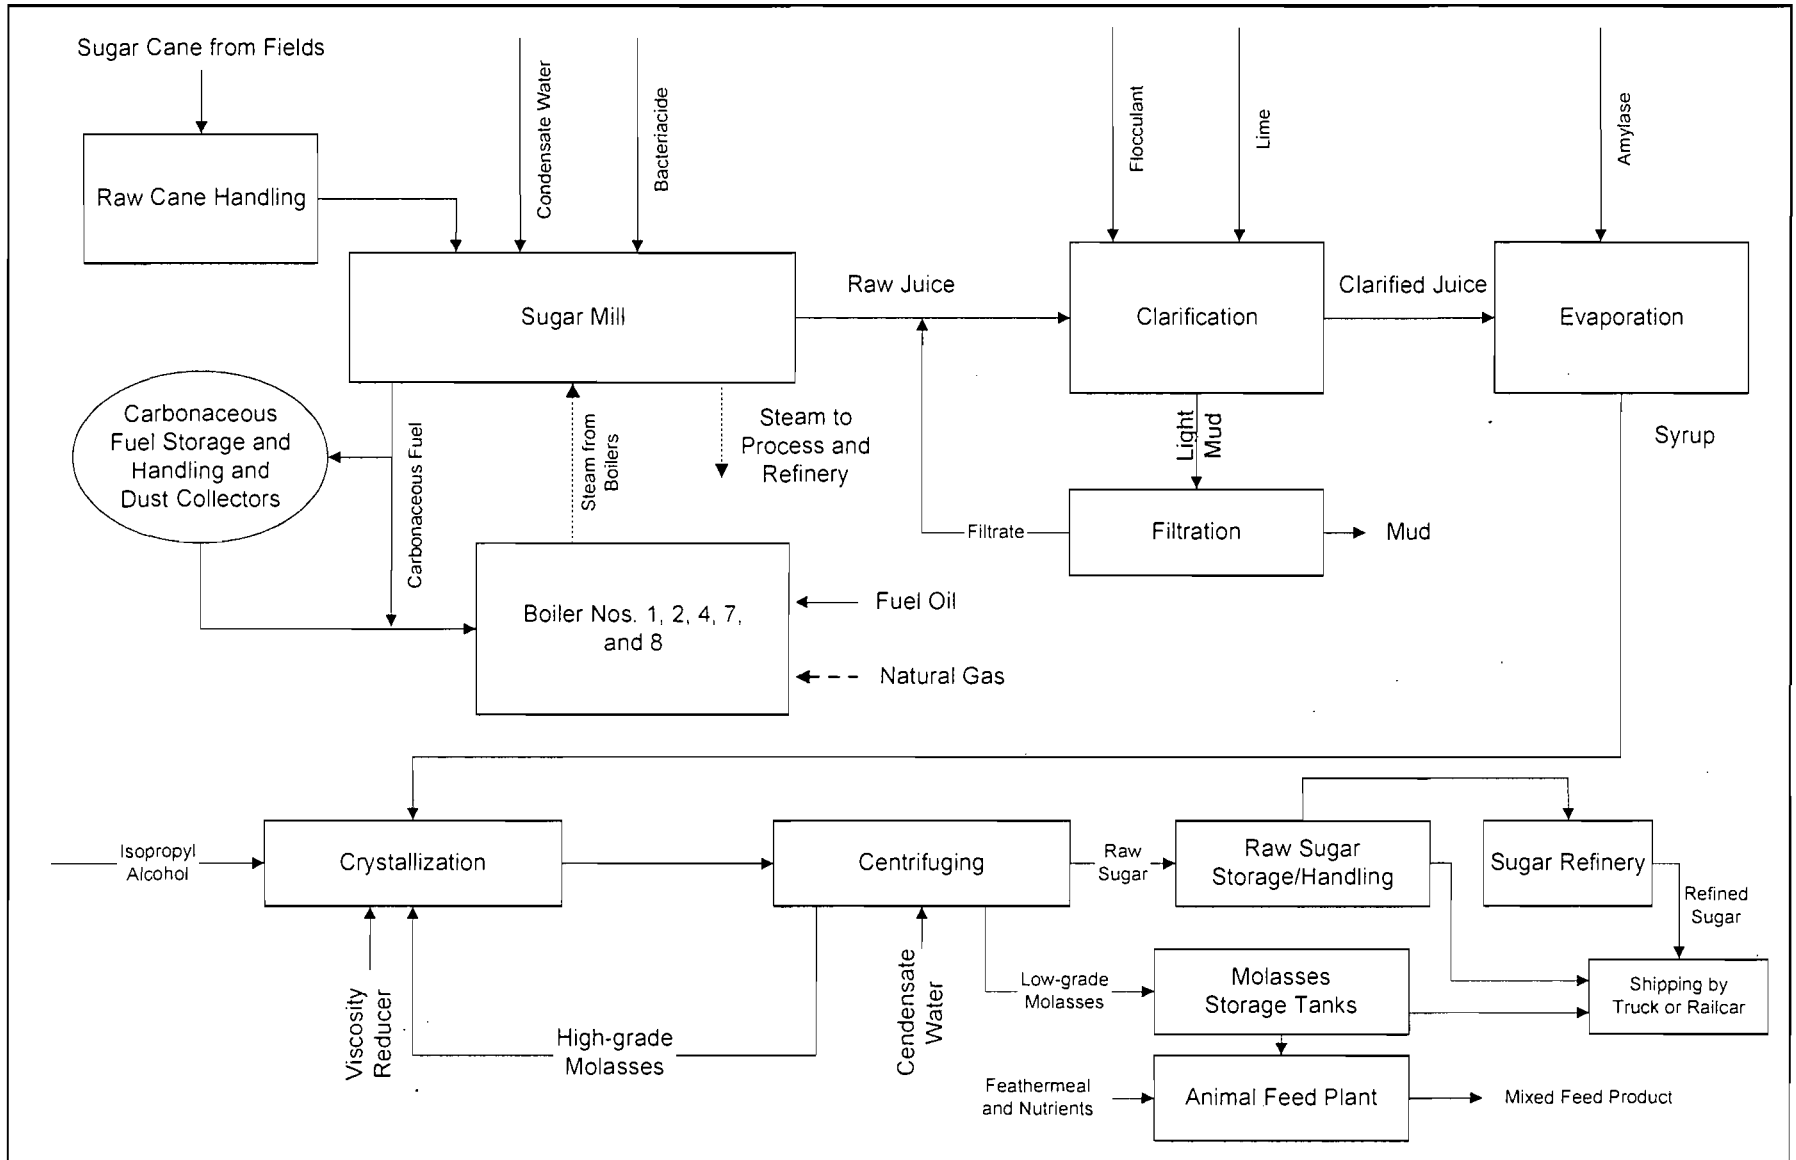 Sugar Cane from Fields
Condensate Water
Bacteriacide
Flocculant
Lime
Amylase
Raw Cane Handling
Sugar Mill
Raw Juice
Clarification
Clarified Juice
Evaporation
Carbonaceous
Fuel Storage and
Handling and
Dust Collectors
Carbonaceous Fuel
Steam from
Boilers
Steam to
Process and
Refinery
Light
Mud
Syrup
Filtrate
Filtration
Mud
Boiler Nos. 1, 2, 4, 7,
and 8
Fuel Oil
Natural Gas
Isopropyl
Alcohol
Crystallization
Centrifuging
Raw
Sugar
Raw Sugar
Storage/Handling
Sugar Refinery
Refined
Sugar
Viscosity
Reducer
High-grade
Molasses
Cendensate
Water
Low-grade
Molasses
Molasses
Storage Tanks
Shipping by
Truck or Railcar
Feathermeal
and Nutrients
Animal Feed Plant
Mixed Feed Product